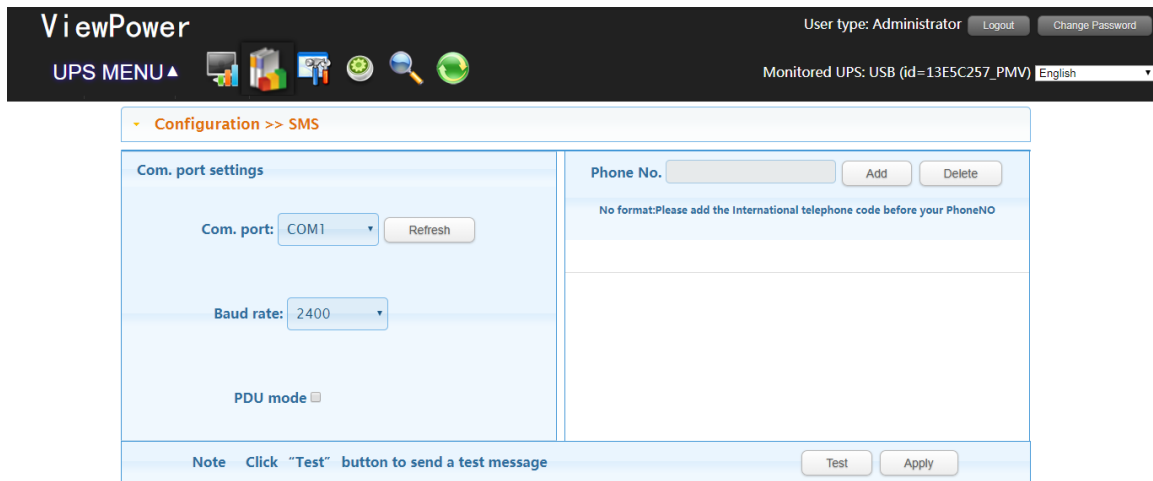 ViewPower
User type: Administrator Logout Change Password
UPS MENU▲
Monitored UPS: USB (id=13E5C257_PMV) English
Configuration >> SMS
Com. port settings
Com. port: COM1 Refresh
Baud rate: 2400
PDU mode
Phone No. Add Delete
No format:Please add the International telephone code before your PhoneNO
Note Click "Test" button to send a test message
Test Apply